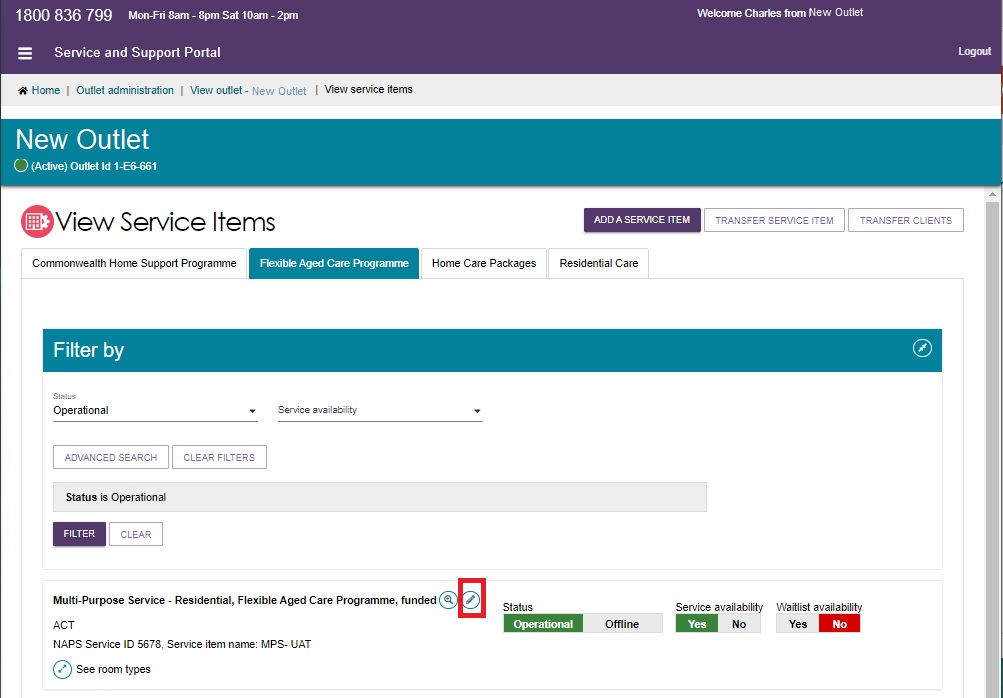 1800 836 799 Mon-Fri 8am - 8pm Sat 10am - 2pm Welcome Charles from New Outlet
Service and Support Portal Logout
Home | Outlet administration | View outlet - New Outlet | View service items
New Outlet
(Active) Outlet Id 1-E6-661
View Service Items ADD A SERVICE ITEM TRANSFER SERVICE ITEM TRANSFER CLIENTS
Commonwealth Home Support Programme Flexible Aged Care Programme Home Care Packages Residential Care
Filter by
Status
Operational Service availability
ADVANCED SEARCH CLEAR FILTERS
Status is Operational
FILTER CLEAR
Multi-Purpose Service - Residential, Flexible Aged Care Programme, funded
Status Service availability Waitlist availability
Operational Offline Yes No Yes No
ACT
NAPS Service ID 5678, Service item name: MPS- UAT
See room types